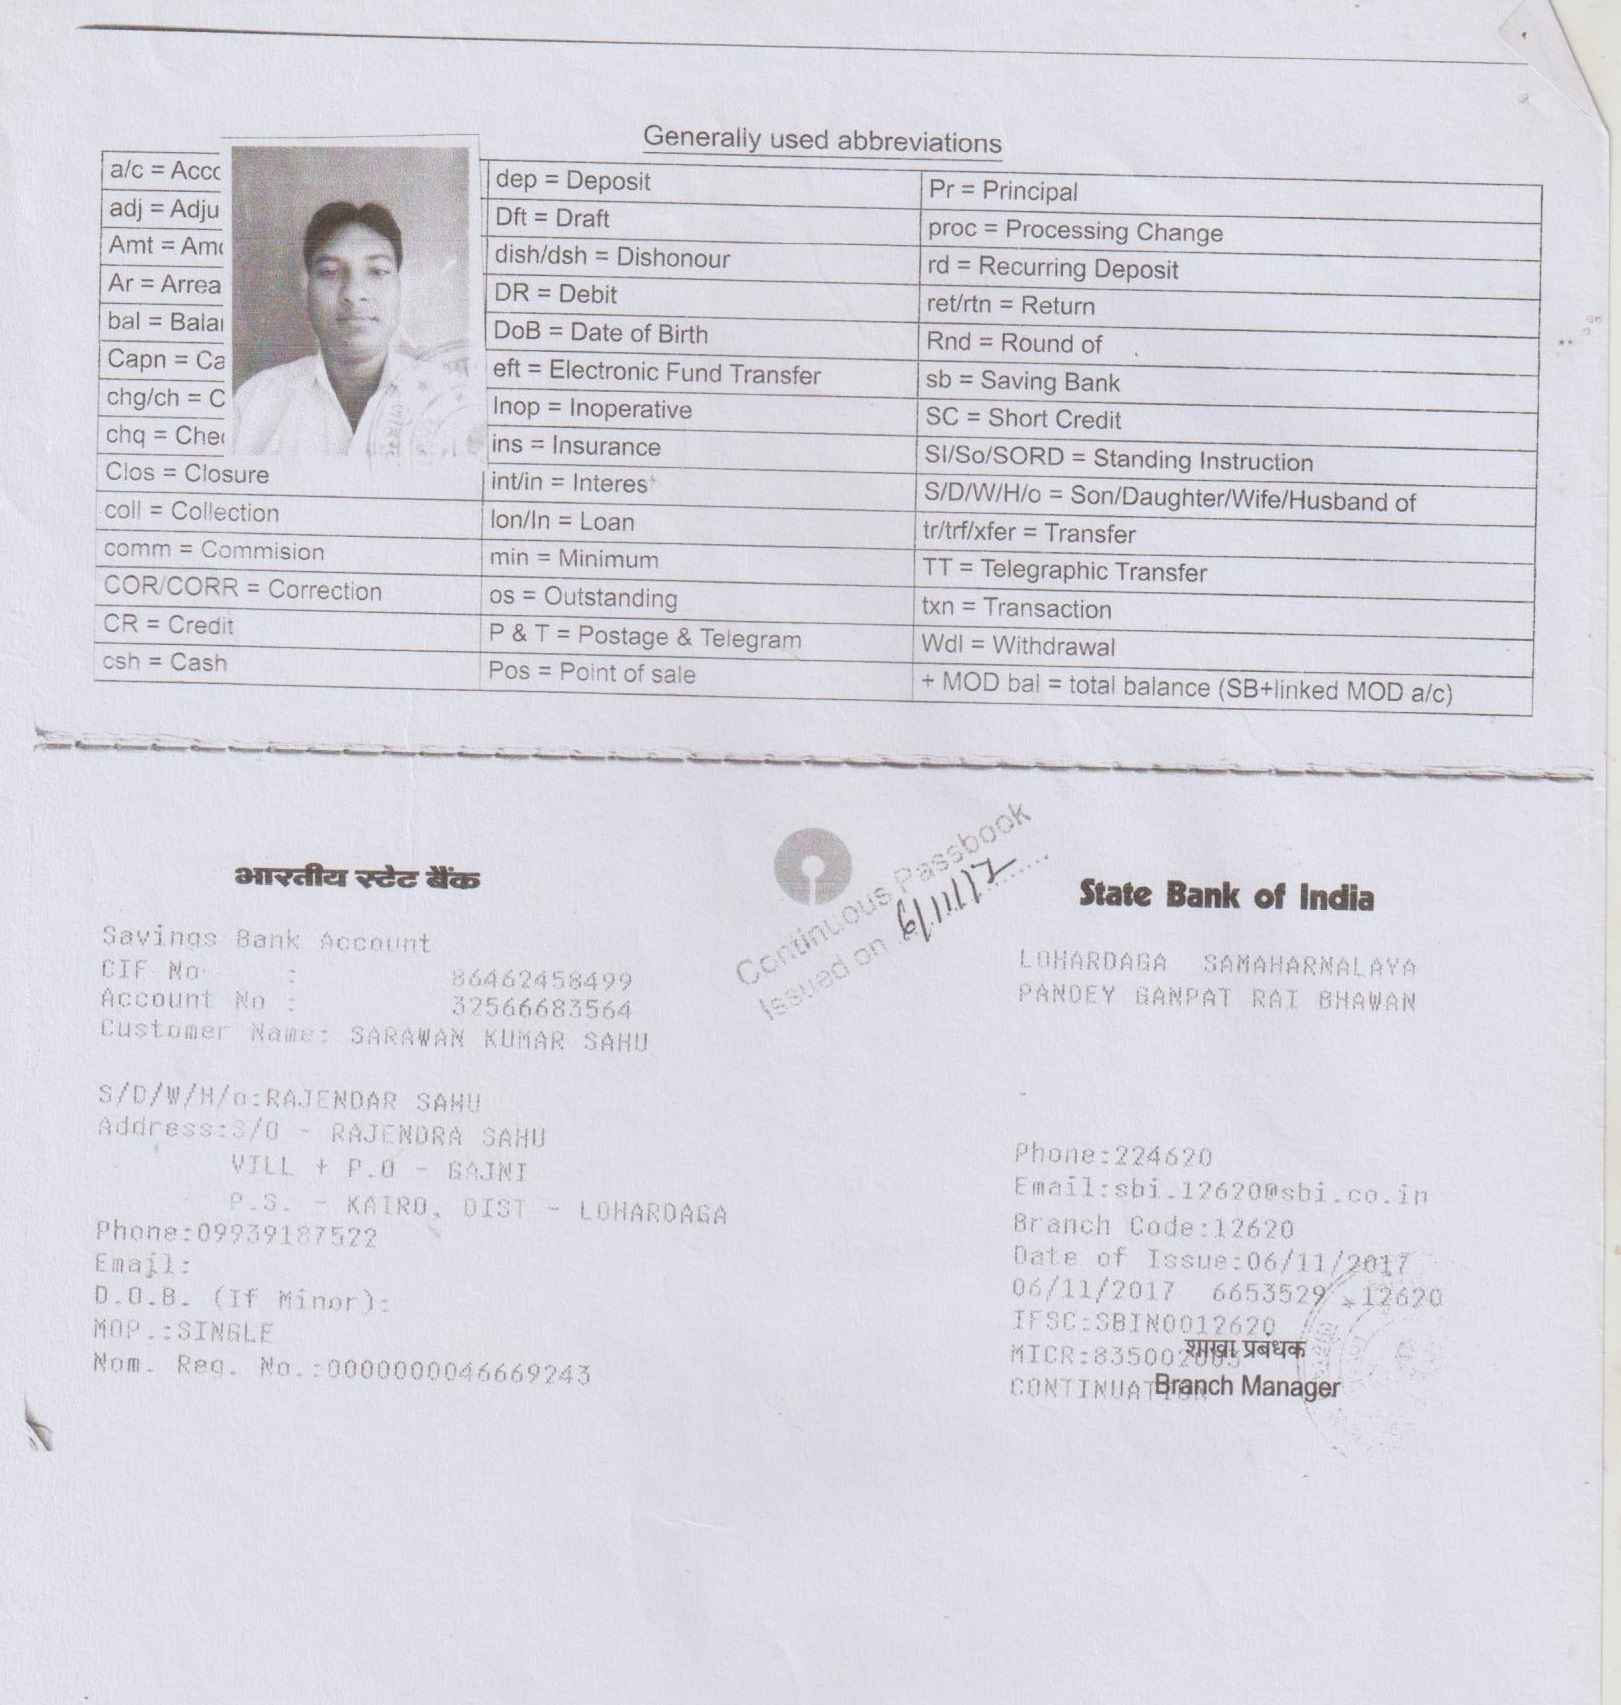 Generally used abbreviations
a/c = Acco
adj = Adju
Amt = Amo
Ar = Arrea
bal = Balan
Capn = Ca
chg/ch = C
chq = Chec
Clos = Closure
coll = Collection
comm = Commision
COR/CORR = Correction
CR = Credit
csh = Cash
dep = Deposit
Dft = Draft
dish/dsh = Dishonour
DR = Debit
DoB = Date of Birth
eft = Electronic Fund Transfer
Inop = Inoperative
ins = Insurance
int/in = Interest
lon/ln = Loan
min = Minimum
os = Outstanding
P & T = Postage & Telegram
Pos = Point of sale
Pr = Principal
proc = Processing Change
rd = Recurring Deposit
ret/rtn = Return
Rnd = Round of
sb = Saving Bank
SC = Short Credit
SI/So/SORD = Standing Instruction
S/D/W/H/o = Son/Daughter/Wife/Husband of
tr/trf/xfer = Transfer
TT = Telegraphic Transfer
txn = Transaction
Wdl = Withdrawal
+ MOD bal = total balance (SB+linked MOD a/c)
भारतीय स्टेट बैंक
Savings Bank Account
CIF No : 86462458499
Account No : 32566683564
Customer Name: SARAWAN KUMAR SAHU
S/D/W/H/o:RAJENDAR SAHU
Address:S/O - RAJENDRA SAHU
VILL + P.O - GAJNI
P.S. - KAIRO, DIST - LOHARDAGA
Phone:09939187522
Email:
D.O.B. (If Minor):
MOP.:SINGLE
Nom. Reg. No.:0000000046669243
Continuous Passbook
Issued on 6/11/17
State Bank of India
LOHARDAGA SAMAHARNALAYA
PANDEY GANPAT RAI BHAWAN
Phone:224620
Email:sbi.12620@sbi.co.in
Branch Code:12620
Date of Issue:06/11/2017
06/11/2017 6653529 12620
IFSC:SBIN0012620
MICR:835002003
शाखा प्रबंधक
CONTINUATION
Branch Manager